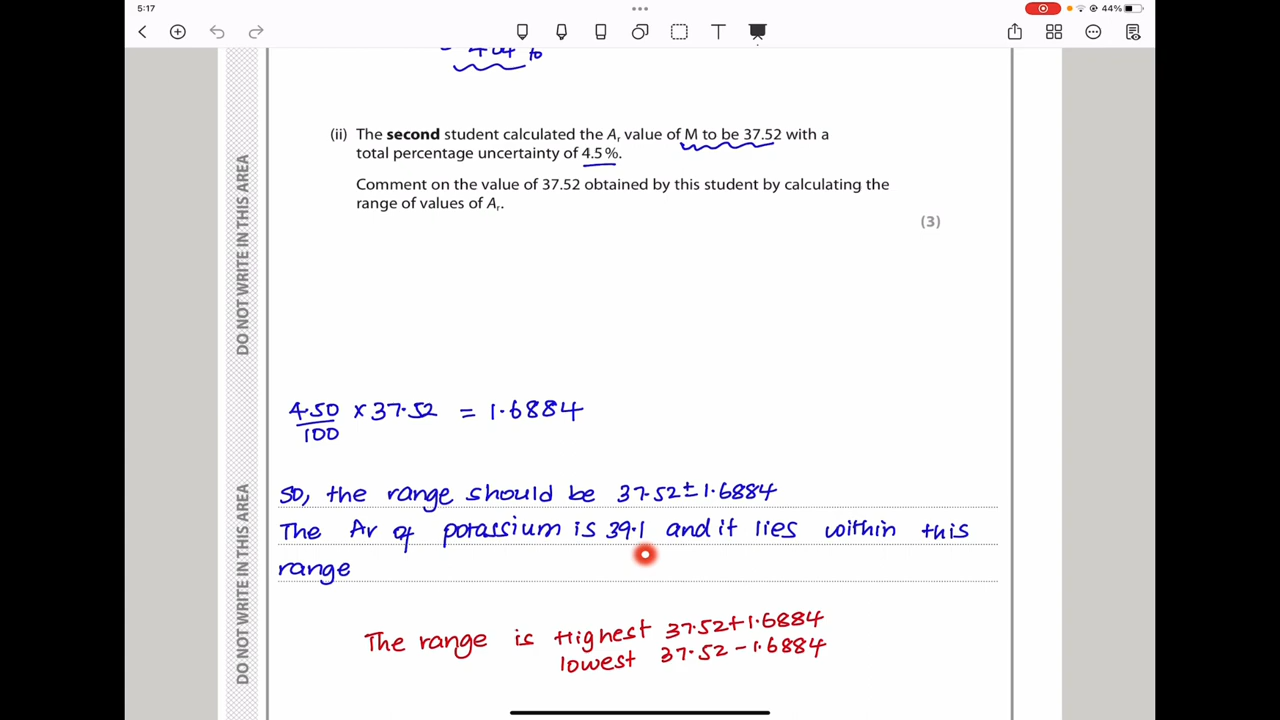 5:17
44%
404 to
(ii) The second student calculated the Ar value of M to be 37.52 with a
total percentage uncertainty of 4.5%.
Comment on the value of 37.52 obtained by this student by calculating the
range of values of Ar.
(3)
4.50 × 37.52 = 1.6884
100
SO, the range should be 37.52 ± 1.6884
The Ar of potassium is 39.1 and it lies within this
range
The range is Highest 37.52+1.6884
lowest 37.52-1.6884
DO NOT WRITE IN THIS AREA
DO NOT WRITE IN THIS AREA